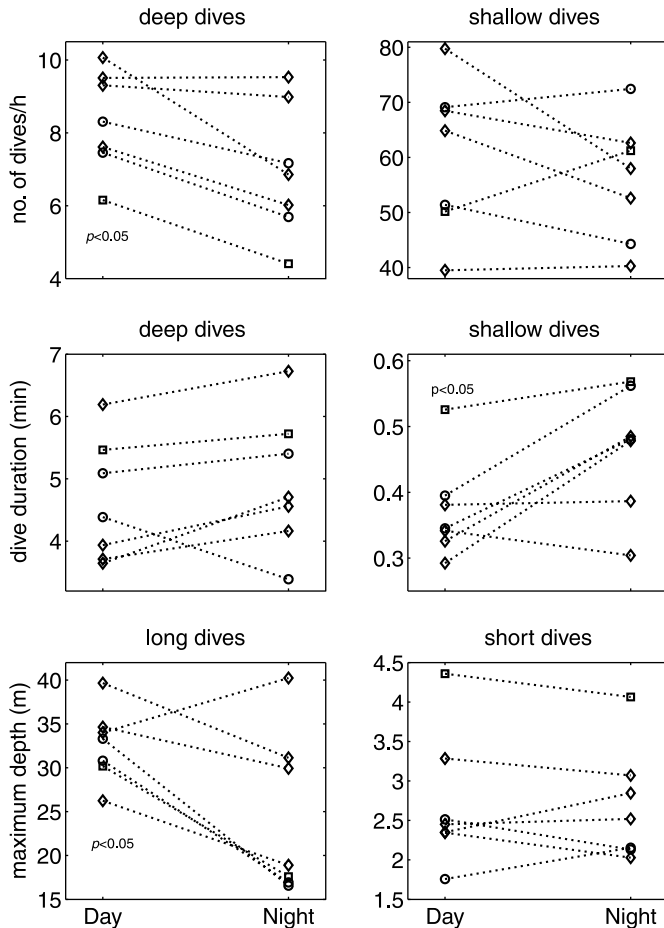 deep dives
shallow dives
no. of dives/h
10
8
6
4
p<0.05
80
70
60
50
40
deep dives
shallow dives
dive duration (min)
7
6
5
4
0.6
0.5
0.4
0.3
p<0.05
long dives
short dives
maximum depth (m)
40
35
30
25
20
15
p<0.05
4.5
4
3.5
3
2.5
2
1.5
Day
Night
Day
Night